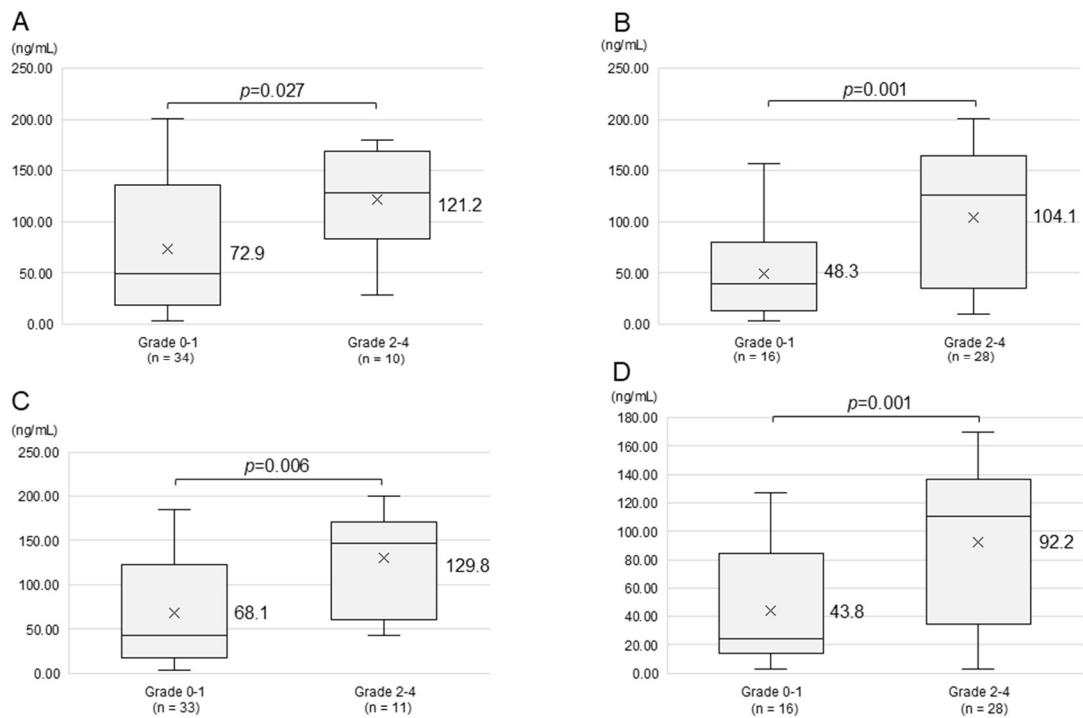 A
(ng/mL)
250.00
200.00
150.00
100.00
50.00
0.00
p=0.027
72.9
121.2
Grade 0-1
(n = 34)
Grade 2-4
(n = 10)
B
(ng/mL)
250.00
200.00
150.00
100.00
50.00
0.00
p=0.001
48.3
104.1
Grade 0-1
(n = 16)
Grade 2-4
(n = 28)
C
(ng/mL)
250.00
200.00
150.00
100.00
50.00
0.00
p=0.006
68.1
129.8
Grade 0-1
(n = 33)
Grade 2-4
(n = 11)
D
(ng/mL)
180.00
160.00
140.00
120.00
100.00
80.00
60.00
40.00
20.00
0.00
p=0.001
43.8
92.2
Grade 0-1
(n = 16)
Grade 2-4
(n = 28)